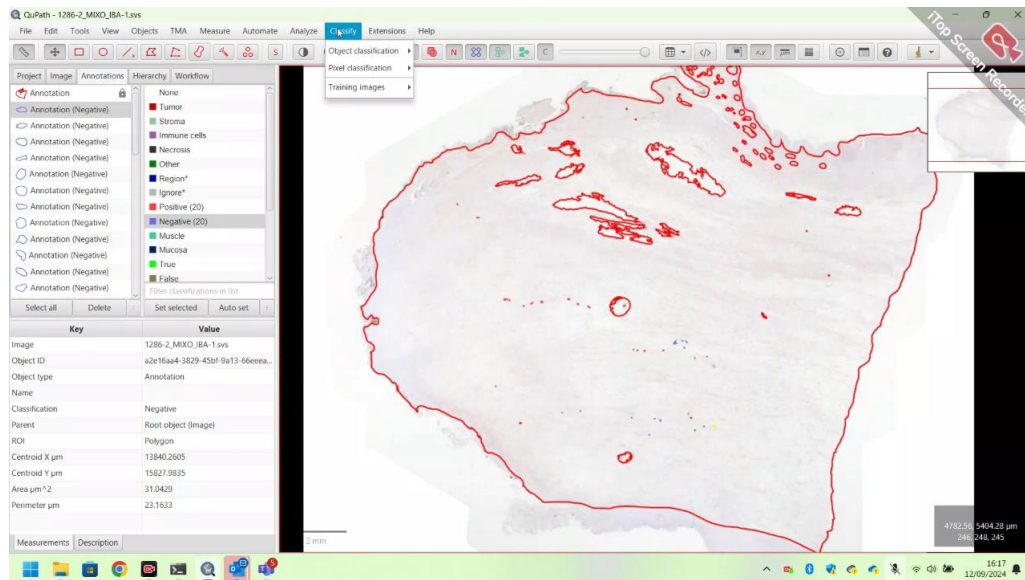 QuPath - 1286-2_MIXO_IBA-1.svs
File Edit Tools View Objects TMA Measure Automate Analyze Classify Extensions Help
iTop Screen Recorder
Object classification
Pixel classification
Training images
S N C
Project Image Annotations Hierarchy Workflow
Annotation
Annotation (Negative)
Annotation (Negative)
Annotation (Negative)
Annotation (Negative)
Annotation (Negative)
Annotation (Negative)
Annotation (Negative)
Annotation (Negative)
Annotation (Negative)
Annotation (Negative)
Annotation (Negative)
Annotation (Negative)
None
Tumor
Stroma
Immune cells
Necrosis
Other
Region*
Ignore*
Positive (20)
Negative (20)
Muscle
Mucosa
True
False
Filter classifications in list
Select all Delete Set selected Auto set
Key Value
Image 1286-2_MIXO_IBA-1.svs
Object ID a2e16aa4-3829-45bf-9a13-66eeea...
Object type Annotation
Name
Classification Negative
Parent Root object (Image)
ROI Polygon
Centroid X µm 13840.2605
Centroid Y µm 15827.9835
Area µm^2 31.0429
Perimeter µm 23.1633
Measurements Description
2 mm
4782.56, 5404.28 µm
246, 248, 245
16:17
12/09/2024